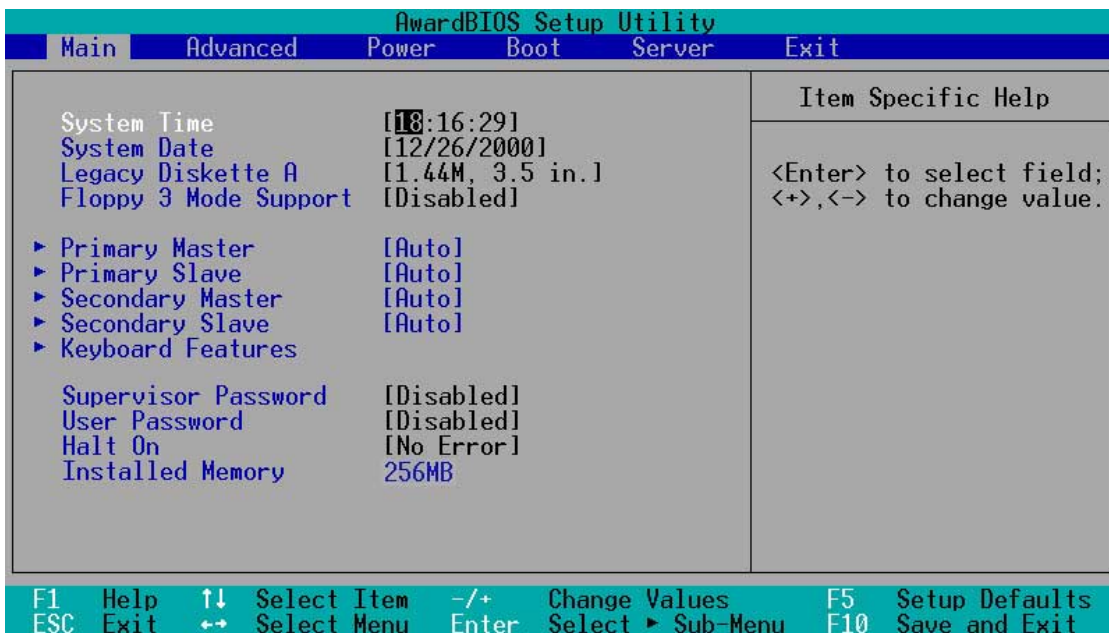 AwardBIOS Setup Utility
Main Advanced Power Boot Server Exit
System Time [18:16:29]
System Date [12/26/2000]
Legacy Diskette A [1.44M, 3.5 in.]
Floppy 3 Mode Support [Disabled]
▶ Primary Master [Auto]
▶ Primary Slave [Auto]
▶ Secondary Master [Auto]
▶ Secondary Slave [Auto]
▶ Keyboard Features
Supervisor Password [Disabled]
User Password [Disabled]
Halt On [No Error]
Installed Memory 256MB
Item Specific Help
<Enter> to select field;
<+>,<-> to change value.
F1 Help ↑↓ Select Item -/+ Change Values F5 Setup Defaults
ESC Exit ←→ Select Menu Enter Select ▶ Sub-Menu F10 Save and Exit